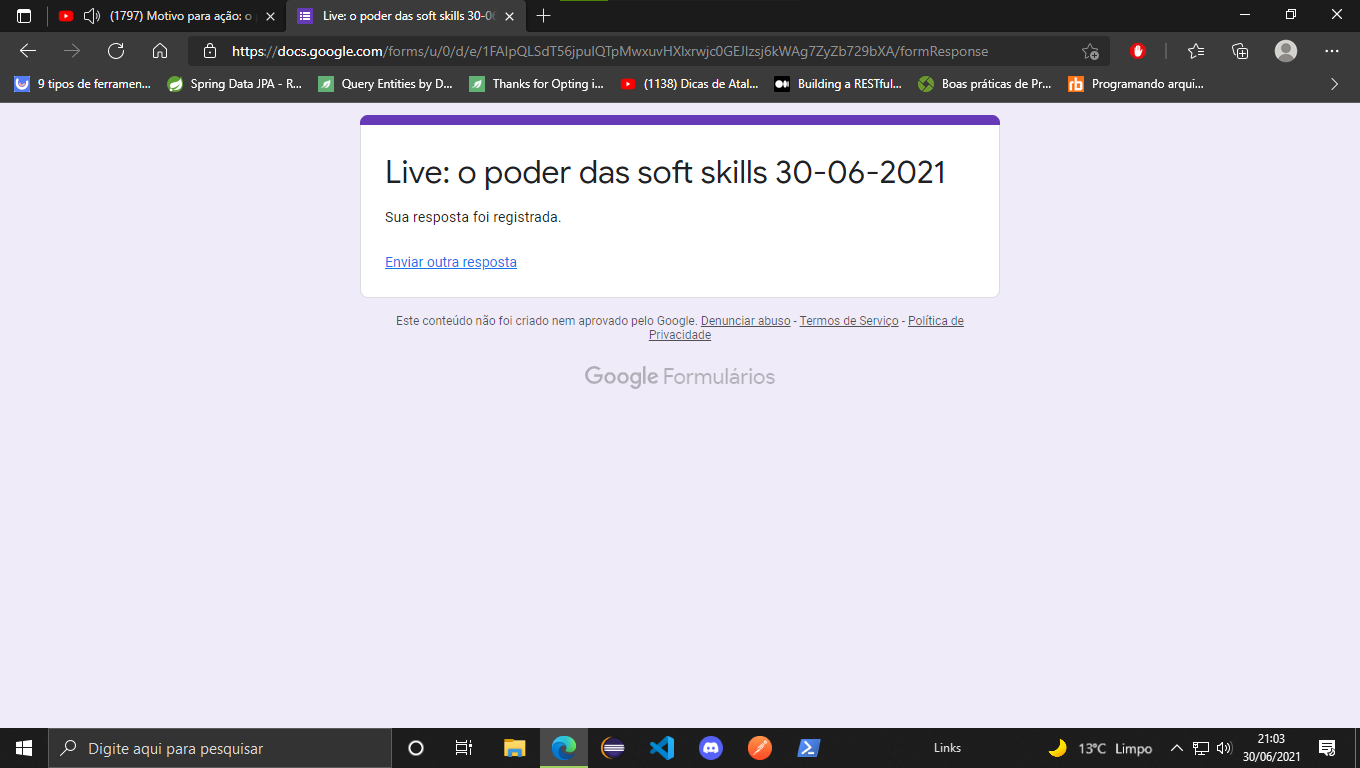 (1797) Motivo para ação: o
Live: o poder das soft skills 30-06
https://docs.google.com/forms/u/0/d/e/1FAIpQLSdT56jpulQTpMwxuvHXlxrwjc0GEJIzsj6kWAg7ZyZb729bXA/formResponse
9 tipos de ferramen...
Spring Data JPA - R...
Query Entities by D...
Thanks for Opting i...
(1138) Dicas de Atal...
Building a RESTful...
Boas práticas de Pr...
Programando arqui...
Live: o poder das soft skills 30-06-2021
Sua resposta foi registrada.
Enviar outra resposta
Este conteúdo não foi criado nem aprovado pelo Google. Denunciar abuso - Termos de Serviço - Política de
Privacidade
Google Formulários
Digite aqui para pesquisar
Links
13°C Limpo
21:03
30/06/2021